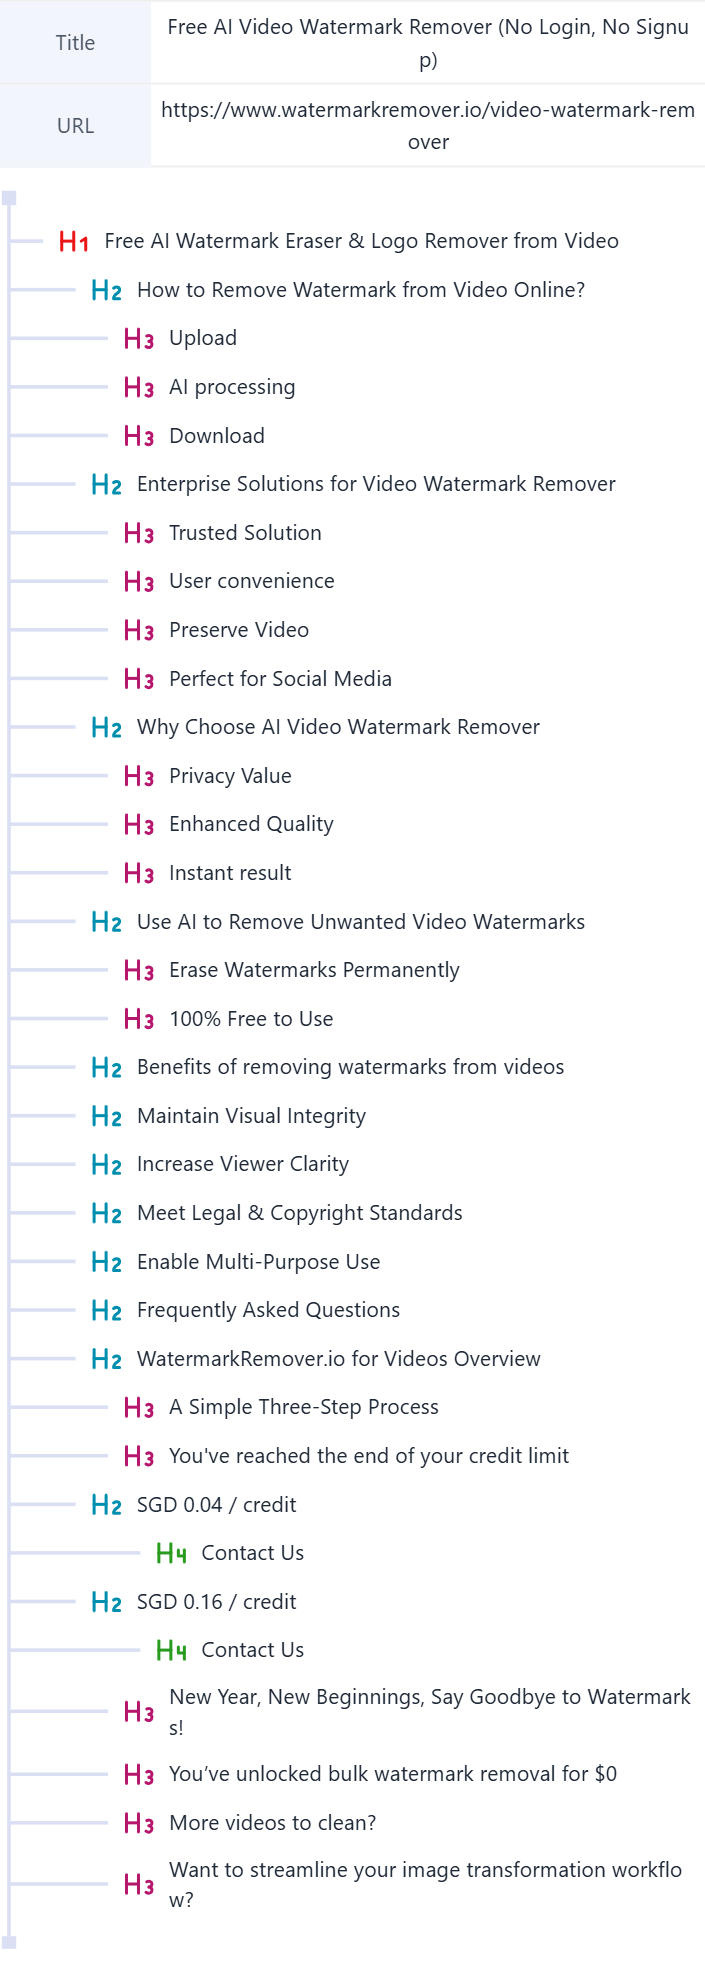 Title
Free AI Video Watermark Remover (No Login, No Signu
p)
URL
https://www.watermarkremover.io/video-watermark-rem
over
H1 Free AI Watermark Eraser & Logo Remover from Video
H2 How to Remove Watermark from Video Online?
H3 Upload
H3 AI processing
H3 Download
H2 Enterprise Solutions for Video Watermark Remover
H3 Trusted Solution
H3 User convenience
H3 Preserve Video
H3 Perfect for Social Media
H2 Why Choose AI Video Watermark Remover
H3 Privacy Value
H3 Enhanced Quality
H3 Instant result
H2 Use AI to Remove Unwanted Video Watermarks
H3 Erase Watermarks Permanently
H3 100% Free to Use
H2 Benefits of removing watermarks from videos
H2 Maintain Visual Integrity
H2 Increase Viewer Clarity
H2 Meet Legal & Copyright Standards
H2 Enable Multi-Purpose Use
H2 Frequently Asked Questions
H2 WatermarkRemover.io for Videos Overview
H3 A Simple Three-Step Process
H3 You've reached the end of your credit limit
H2 SGD 0.04 / credit
H4 Contact Us
H2 SGD 0.16 / credit
H4 Contact Us
H3 New Year, New Beginnings, Say Goodbye to Watermark
s!
H3 You’ve unlocked bulk watermark removal for $0
H3 More videos to clean?
H3 Want to streamline your image transformation workflo
w?